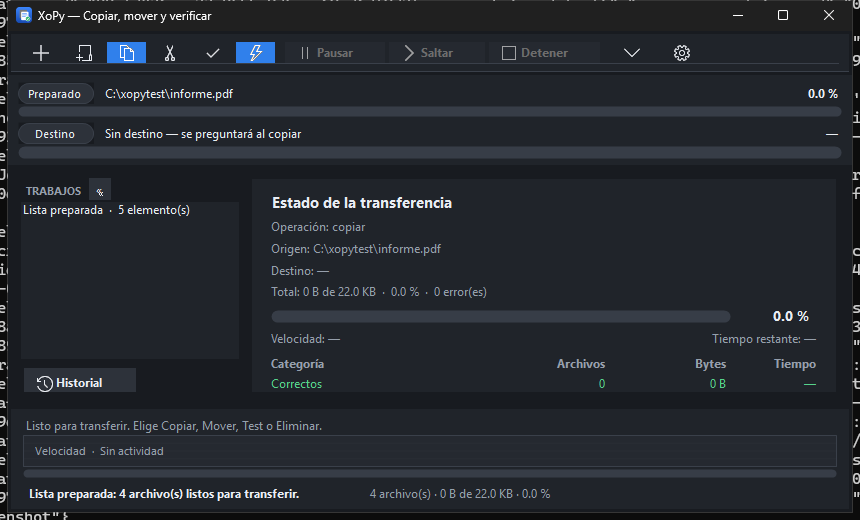 XoPy — Copiar, mover y verificar
Pausar Saltar Detener
Preparado C:\xopytest\informe.pdf 0.0 %
Destino Sin destino — se preguntará al copiar —
TRABAJOS
Lista preparada · 5 elemento(s)
Historial
Estado de la transferencia
Operación: copiar
Origen: C:\xopytest\informe.pdf
Destino: —
Total: 0 B de 22.0 KB · 0.0 % · 0 error(es)
0.0 %
Velocidad: — Tiempo restante: —
Categoría Archivos Bytes Tiempo
Correctos 0 0 B —
Listo para transferir. Elige Copiar, Mover, Test o Eliminar.
Velocidad · Sin actividad
Lista preparada: 4 archivo(s) listos para transferir. 4 archivo(s) · 0 B de 22.0 KB · 0.0 %
enshot"}